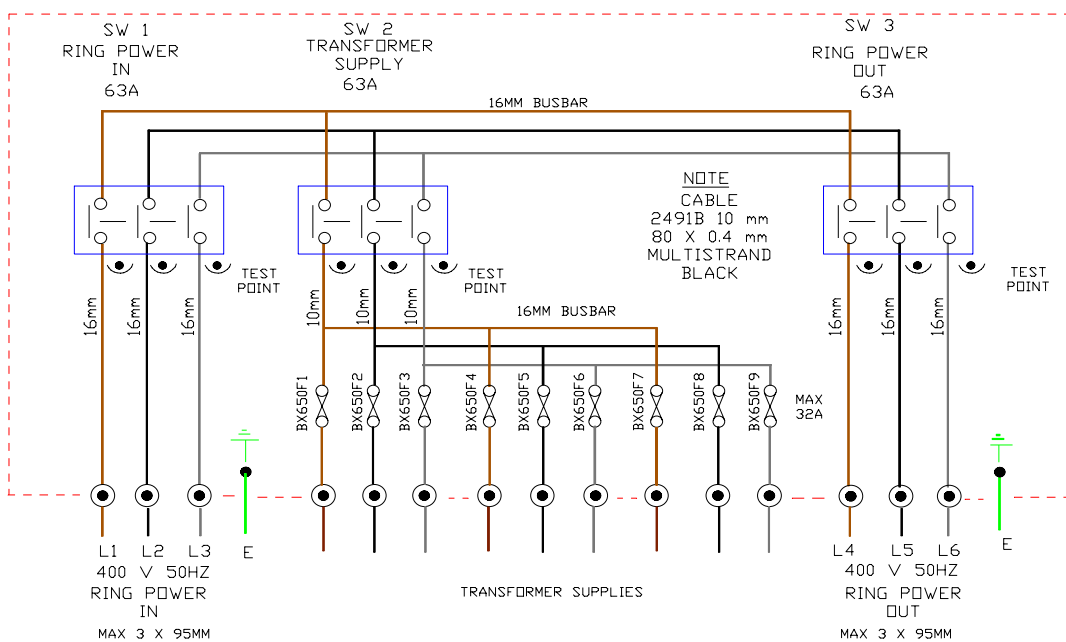 SW 1
RING POWER
IN
63A
SW 2
TRANSFORMER
SUPPLY
63A
SW 3
RING POWER
OUT
63A
16MM BUSBAR
NOTE
CABLE
2491B 10 mm
80 X 0.4 mm
MULTISTRAND
BLACK
TEST
POINT
TEST
POINT
TEST
POINT
16mm
16mm
16mm
10mm
10mm
10mm
16mm
16mm
16mm
16MM BUSBAR
BX650F1
BX650F2
BX650F3
BX650F4
BX650F5
BX650F6
BX650F7
BX650F8
BX650F9
MAX
32A
L1 L2 L3
400 V 50HZ
RING POWER
IN
MAX 3 X 95MM
E
TRANSFORMER SUPPLIES
L4 L5 L6
400 V 50HZ
RING POWER
OUT
MAX 3 X 95MM
E